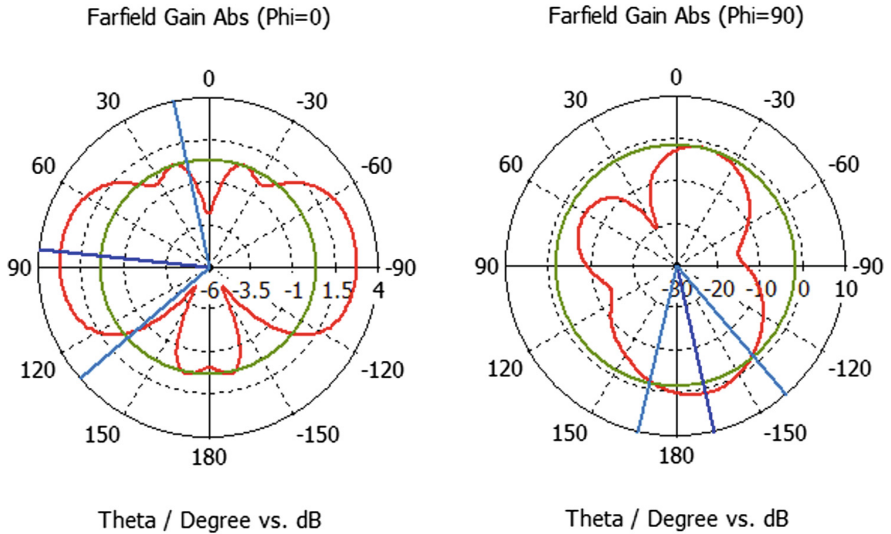 Farfield Gain Abs (Phi=0)
0
30 -30
60 -60
90 -6 -3.5 -1 1.5 4 -90
120 -120
150 -150
180
Theta / Degree vs. dB
Farfield Gain Abs (Phi=90)
0
30 -30
60 -60
90 -30 -20 -10 0 10 -90
120 -120
150 -150
180
Theta / Degree vs. dB